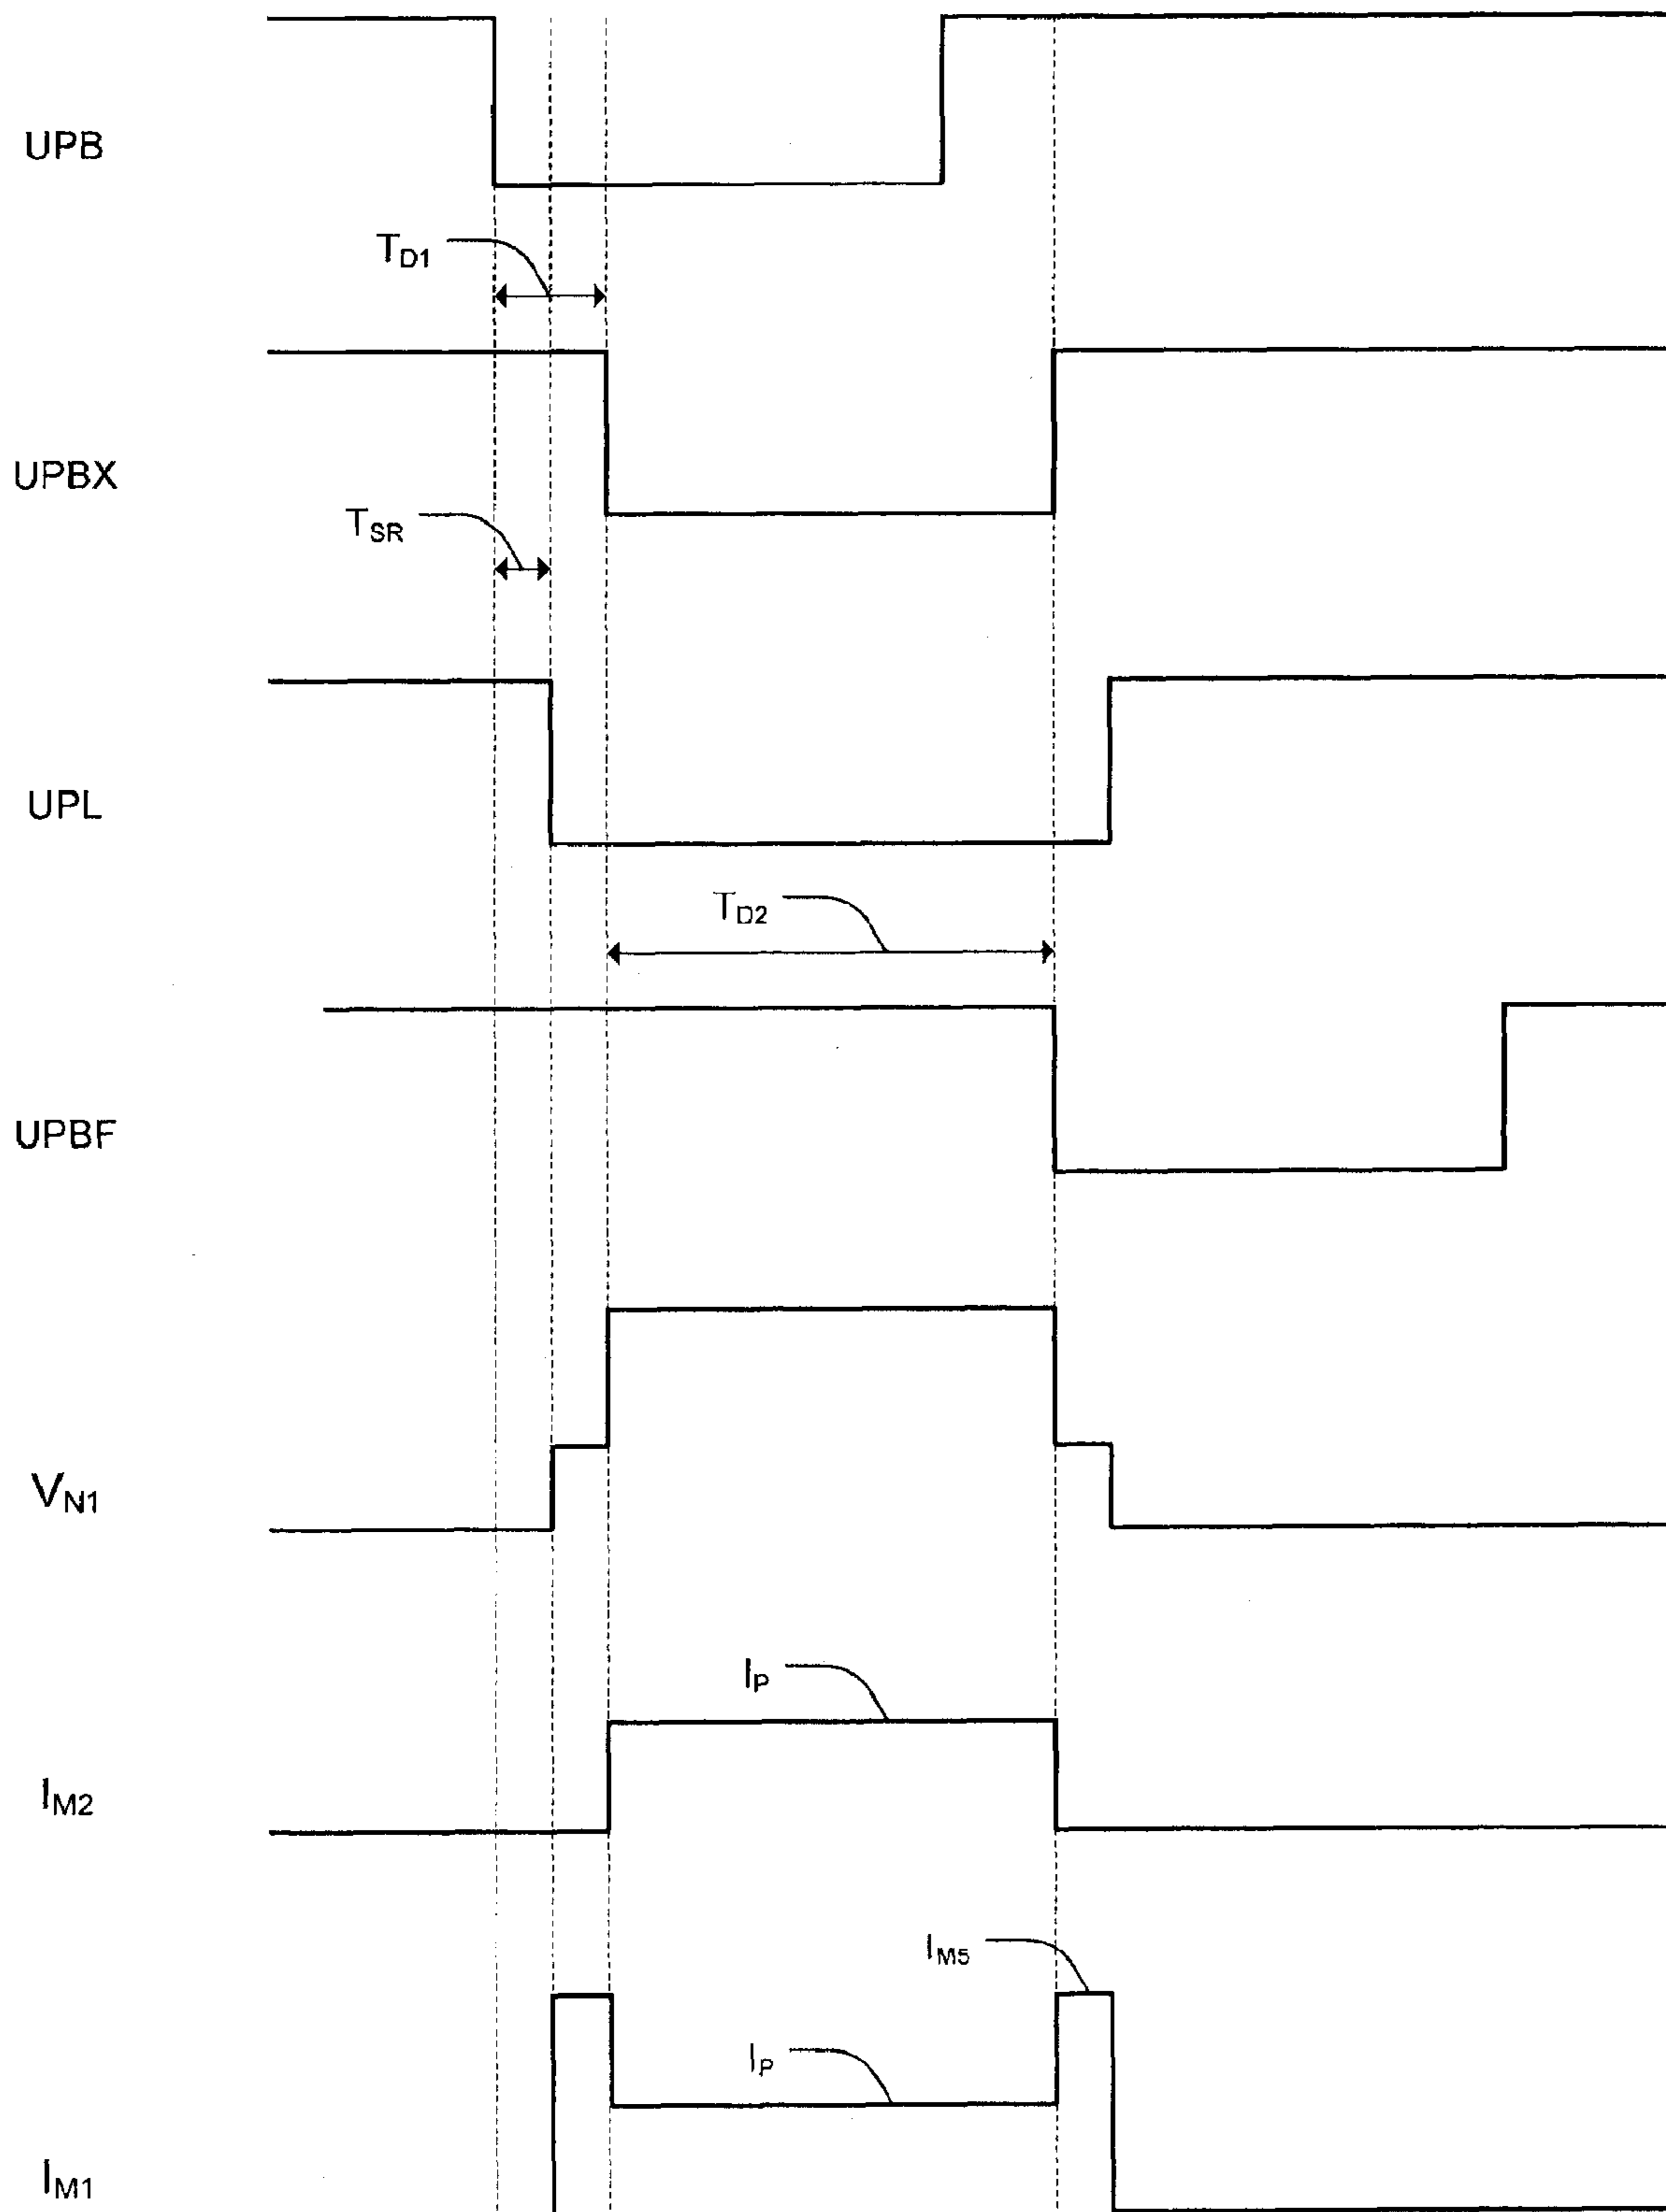 UPB
TD1
UPBX
TSR
UPL
TD2
UPBF
VN1
IP
IM2
IM5
IP
IM1